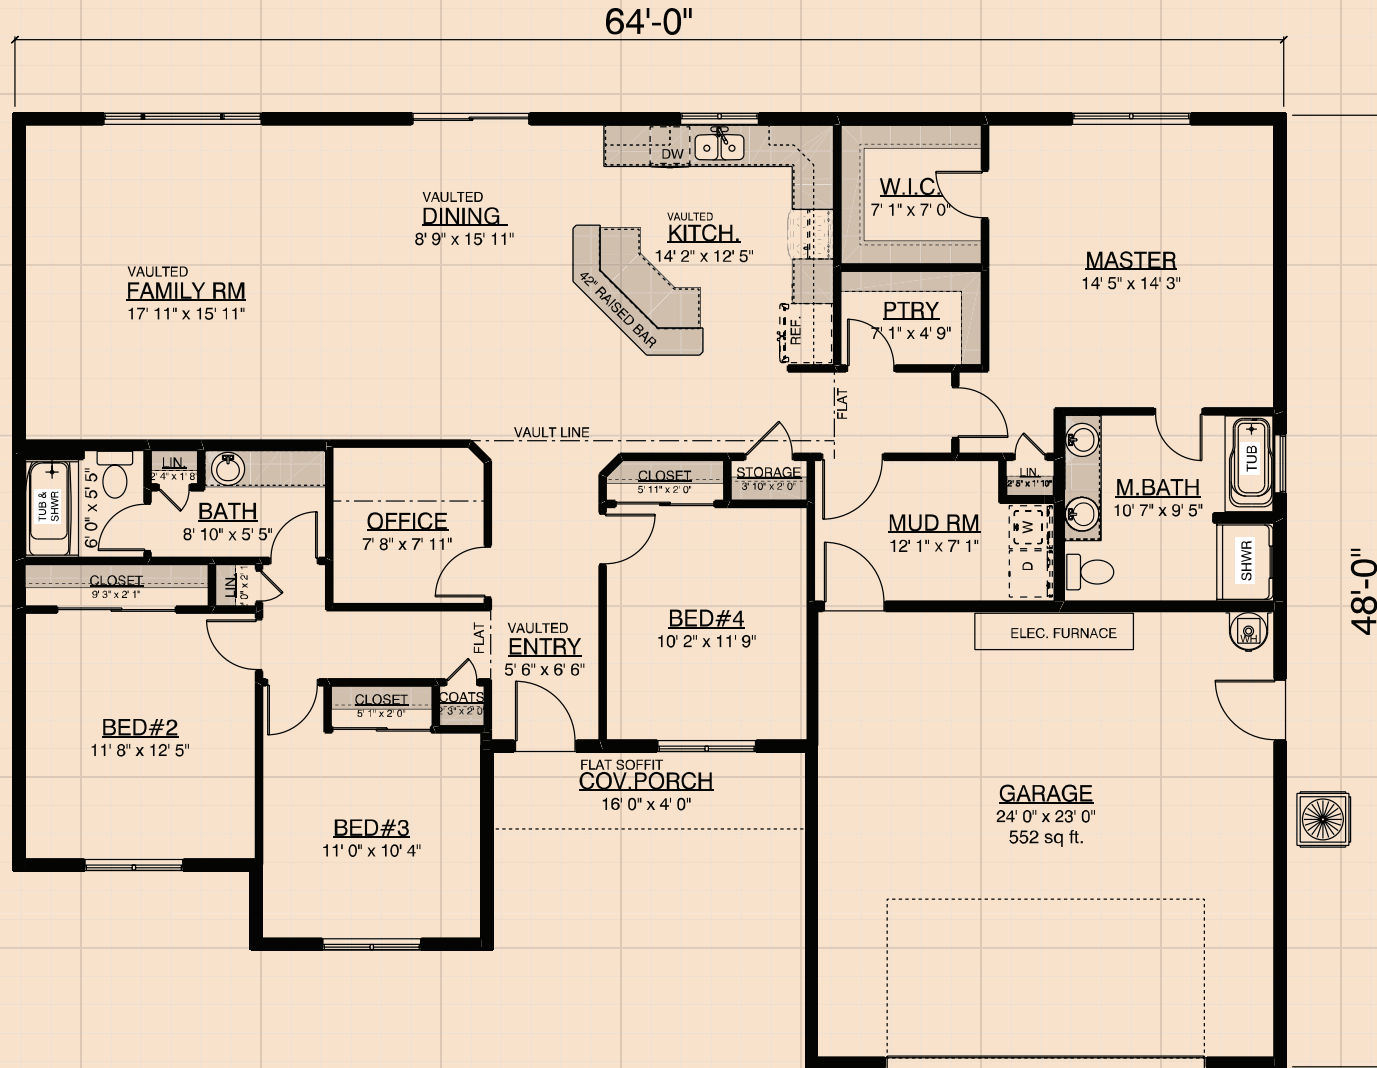 64'-0"
48'-0"
VAULTED
FAMILY RM
17' 11" x 15' 11"
VAULTED
DINING
8' 9" x 15' 11"
DW
VAULTED
KITCH.
14' 2" x 12' 5"
42" RAISED BAR
REF.
W.I.C.
7' 1" x 7' 0"
PTRY
7' 1" x 4' 9"
MASTER
14' 5" x 14' 3"
FLAT
VAULT LINE
TUB &
SHWR
6' 0" x 5' 5"
LIN.
2' 4" x 1' 8"
BATH
8' 10" x 5' 5"
OFFICE
7' 8" x 7' 11"
CLOSET
5' 11" x 2' 0"
STORAGE
3' 10" x 2' 0"
MUD RM
12' 1" x 7' 1"
LIN.
2' 5" x 1' 10"
W
D
M.BATH
10' 7" x 9' 5"
TUB
SHWR
CLOSET
9' 3" x 2' 1"
LIN.
FLAT
VAULTED
ENTRY
5' 6" x 6' 6"
BED#4
10' 2" x 11' 9"
ELEC. FURNACE
WH
BED#2
11' 8" x 12' 5"
CLOSET
5' 1" x 2' 0"
COATS
BED#3
11' 0" x 10' 4"
FLAT SOFFIT
COV.PORCH
16' 0" x 4' 0"
GARAGE
24' 0" x 23' 0"
552 sq ft.